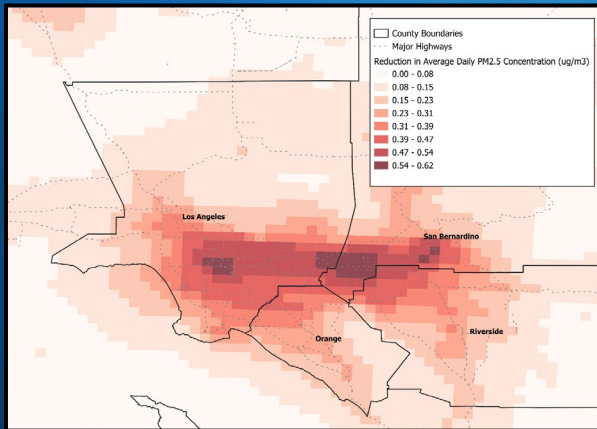 County Boundaries
Major Highways
Reduction in Average Daily PM2.5 Concentration (ug/m3)
0.00 - 0.08
0.08 - 0.15
0.15 - 0.23
0.23 - 0.31
0.31 - 0.39
0.39 - 0.47
0.47 - 0.54
0.54 - 0.62
Los Angeles
San Bernardino
Orange
Riverside